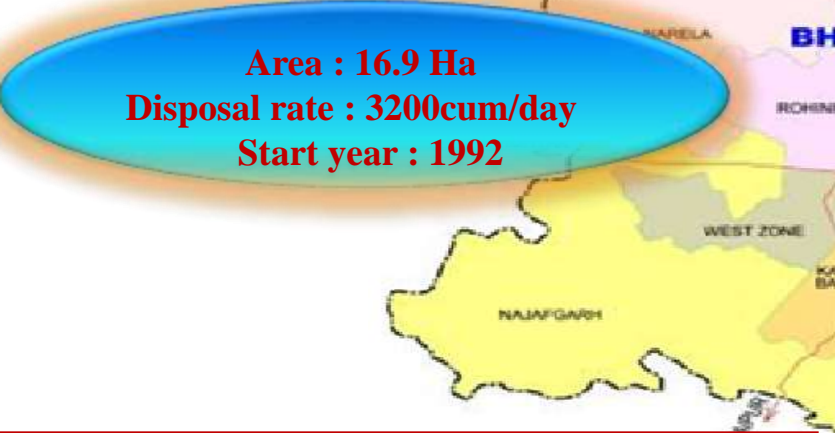 Area : 16.9 Ha
Disposal rate : 3200cum/day
Start year : 1992
NARELA
BH
ROHINI
WEST ZONE
NAJAFGARH